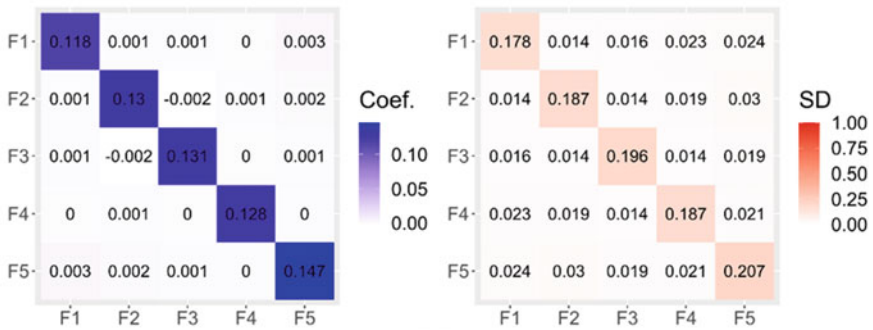 F1 0.118 0.001 0.001 0 0.003
F2 0.001 0.13 -0.002 0.001 0.002
F3 0.001 -0.002 0.131 0 0.001
F4 0 0.001 0 0.128 0
F5 0.003 0.002 0.001 0 0.147
F1 F2 F3 F4 F5
Coef.
0.10
0.05
0.00
F1 0.178 0.014 0.016 0.023 0.024
F2 0.014 0.187 0.014 0.019 0.03
F3 0.016 0.014 0.196 0.014 0.019
F4 0.023 0.019 0.014 0.187 0.021
F5 0.024 0.03 0.019 0.021 0.207
F1 F2 F3 F4 F5
SD
1.00
0.75
0.50
0.25
0.00